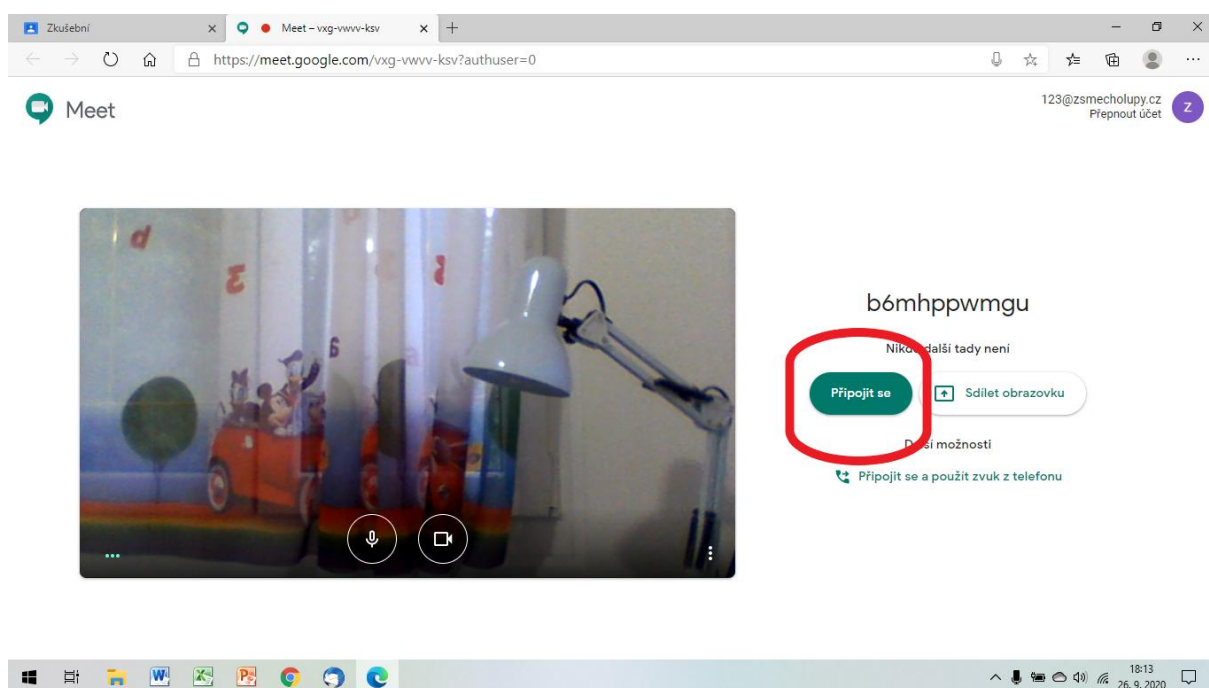 Zkušební
Meet – vxg-vwvv-ksv
https://meet.google.com/vxg-vwvv-ksv?authuser=0
Meet
123@zsmecholupy.cz
Přepnout účet
Z
b6mhppwmgu
další tady není
Připojit se
Sdílet obrazovku
možnosti
Připojit se a použít zvuk z telefonu
18:13
26. 9. 2020